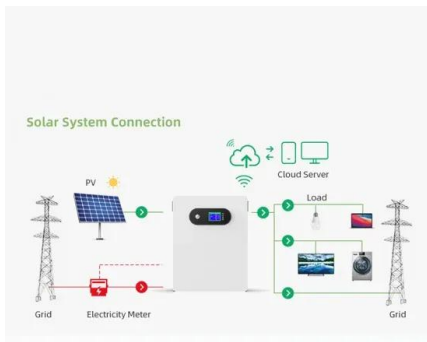 Solar System Connection
Cloud Server
PV
Load
Grid
Electricity Meter
Grid